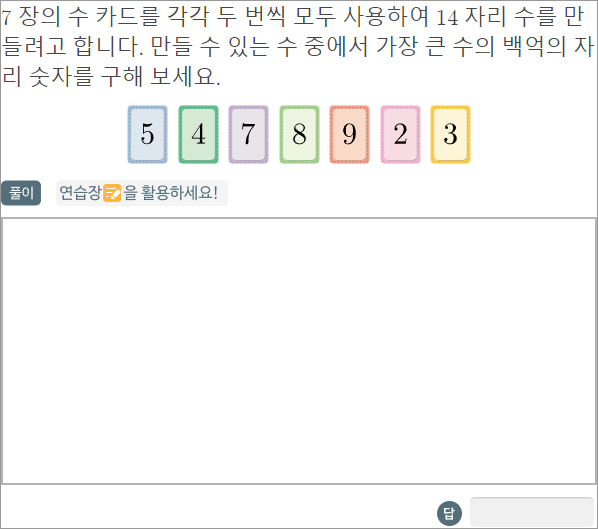 7 장의 수 카드를 각각 두 번씩 모두 사용하여 14 자리 수를 만
들려고 합니다. 만들 수 있는 수 중에서 가장 큰 수의 백억의 자
리 숫자를 구해 보세요.
5 4 7 8 9 2 3
풀이 연습장을 활용하세요!
답